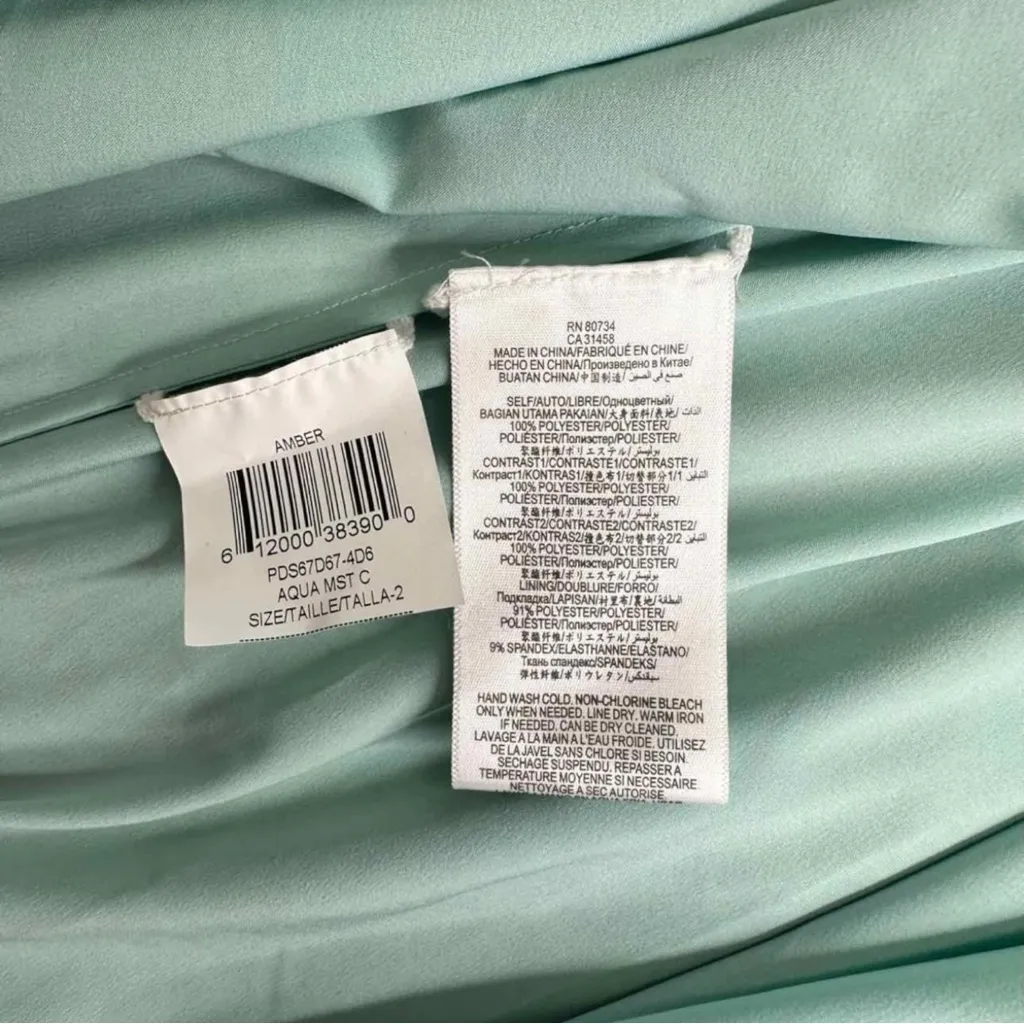 AMBER
6 12000 38390 0
PDS67D67-4D6
AQUA MST C
SIZE/TAILLE/TALLA-2
RN 80734
CA 31458
MADE IN CHINA/FABRIQUÉ EN CHINE/
HECHO EN CHINA/Произведено в Китае/
BUATAN CHINA/中国制造/ صنع في الصين
SELF/AUTO/LIBRE/Одноцветный/
BAGIAN UTAMA PAKAIAN/大身面料/表地/ الذات
100% POLYESTER/POLYESTER/
POLIÉSTER/Полиэстер/POLIESTER/
聚酯纤维/ポリエステル/بوليستر
CONTRAST1/CONTRASTE1/CONTRASTE1/
Контраст1/KONTRAS1/撞色布1/切替部分1/1 التباين
100% POLYESTER/POLYESTER/
POLIÉSTER/Полиэстер/POLIESTER/
聚酯纤维/ポリエステル/بوليستر
CONTRAST2/CONTRASTE2/CONTRASTE2/
Контраст2/KONTRAS2/撞色布2/切替部分2/2 التباين
100% POLYESTER/POLYESTER/
POLIÉSTER/Полиэстер/POLIESTER/
聚酯纤维/ポリエステル/بوليستر
LINING/DOUBLURE/FORRO/
Подкладка/LAPISAN/衬里布/裏地/البطانة
91% POLYESTER/POLYESTER/
POLIÉSTER/Полиэстер/POLIESTER/
聚酯纤维/ポリエステル/بوليستر
9% SPANDEX/ELASTHANNE/ELASTANO/
Ткань спандекс/SPANDEKS/
弹性纤维/ポリウレタン/سبandكس
HAND WASH COLD. NON-CHLORINE BLEACH
ONLY WHEN NEEDED. LINE DRY. WARM IRON
IF NEEDED. CAN BE DRY CLEANED.
LAVAGE A LA MAIN A L'EAU FROIDE. UTILISEZ
DE LA JAVEL SANS CHLORE SI BESOIN.
SECHAGE SUSPENDU. REPASSER A
TEMPERATURE MOYENNE SI NECESSAIRE.
NETTOYAGE A SEC AUTORISE.